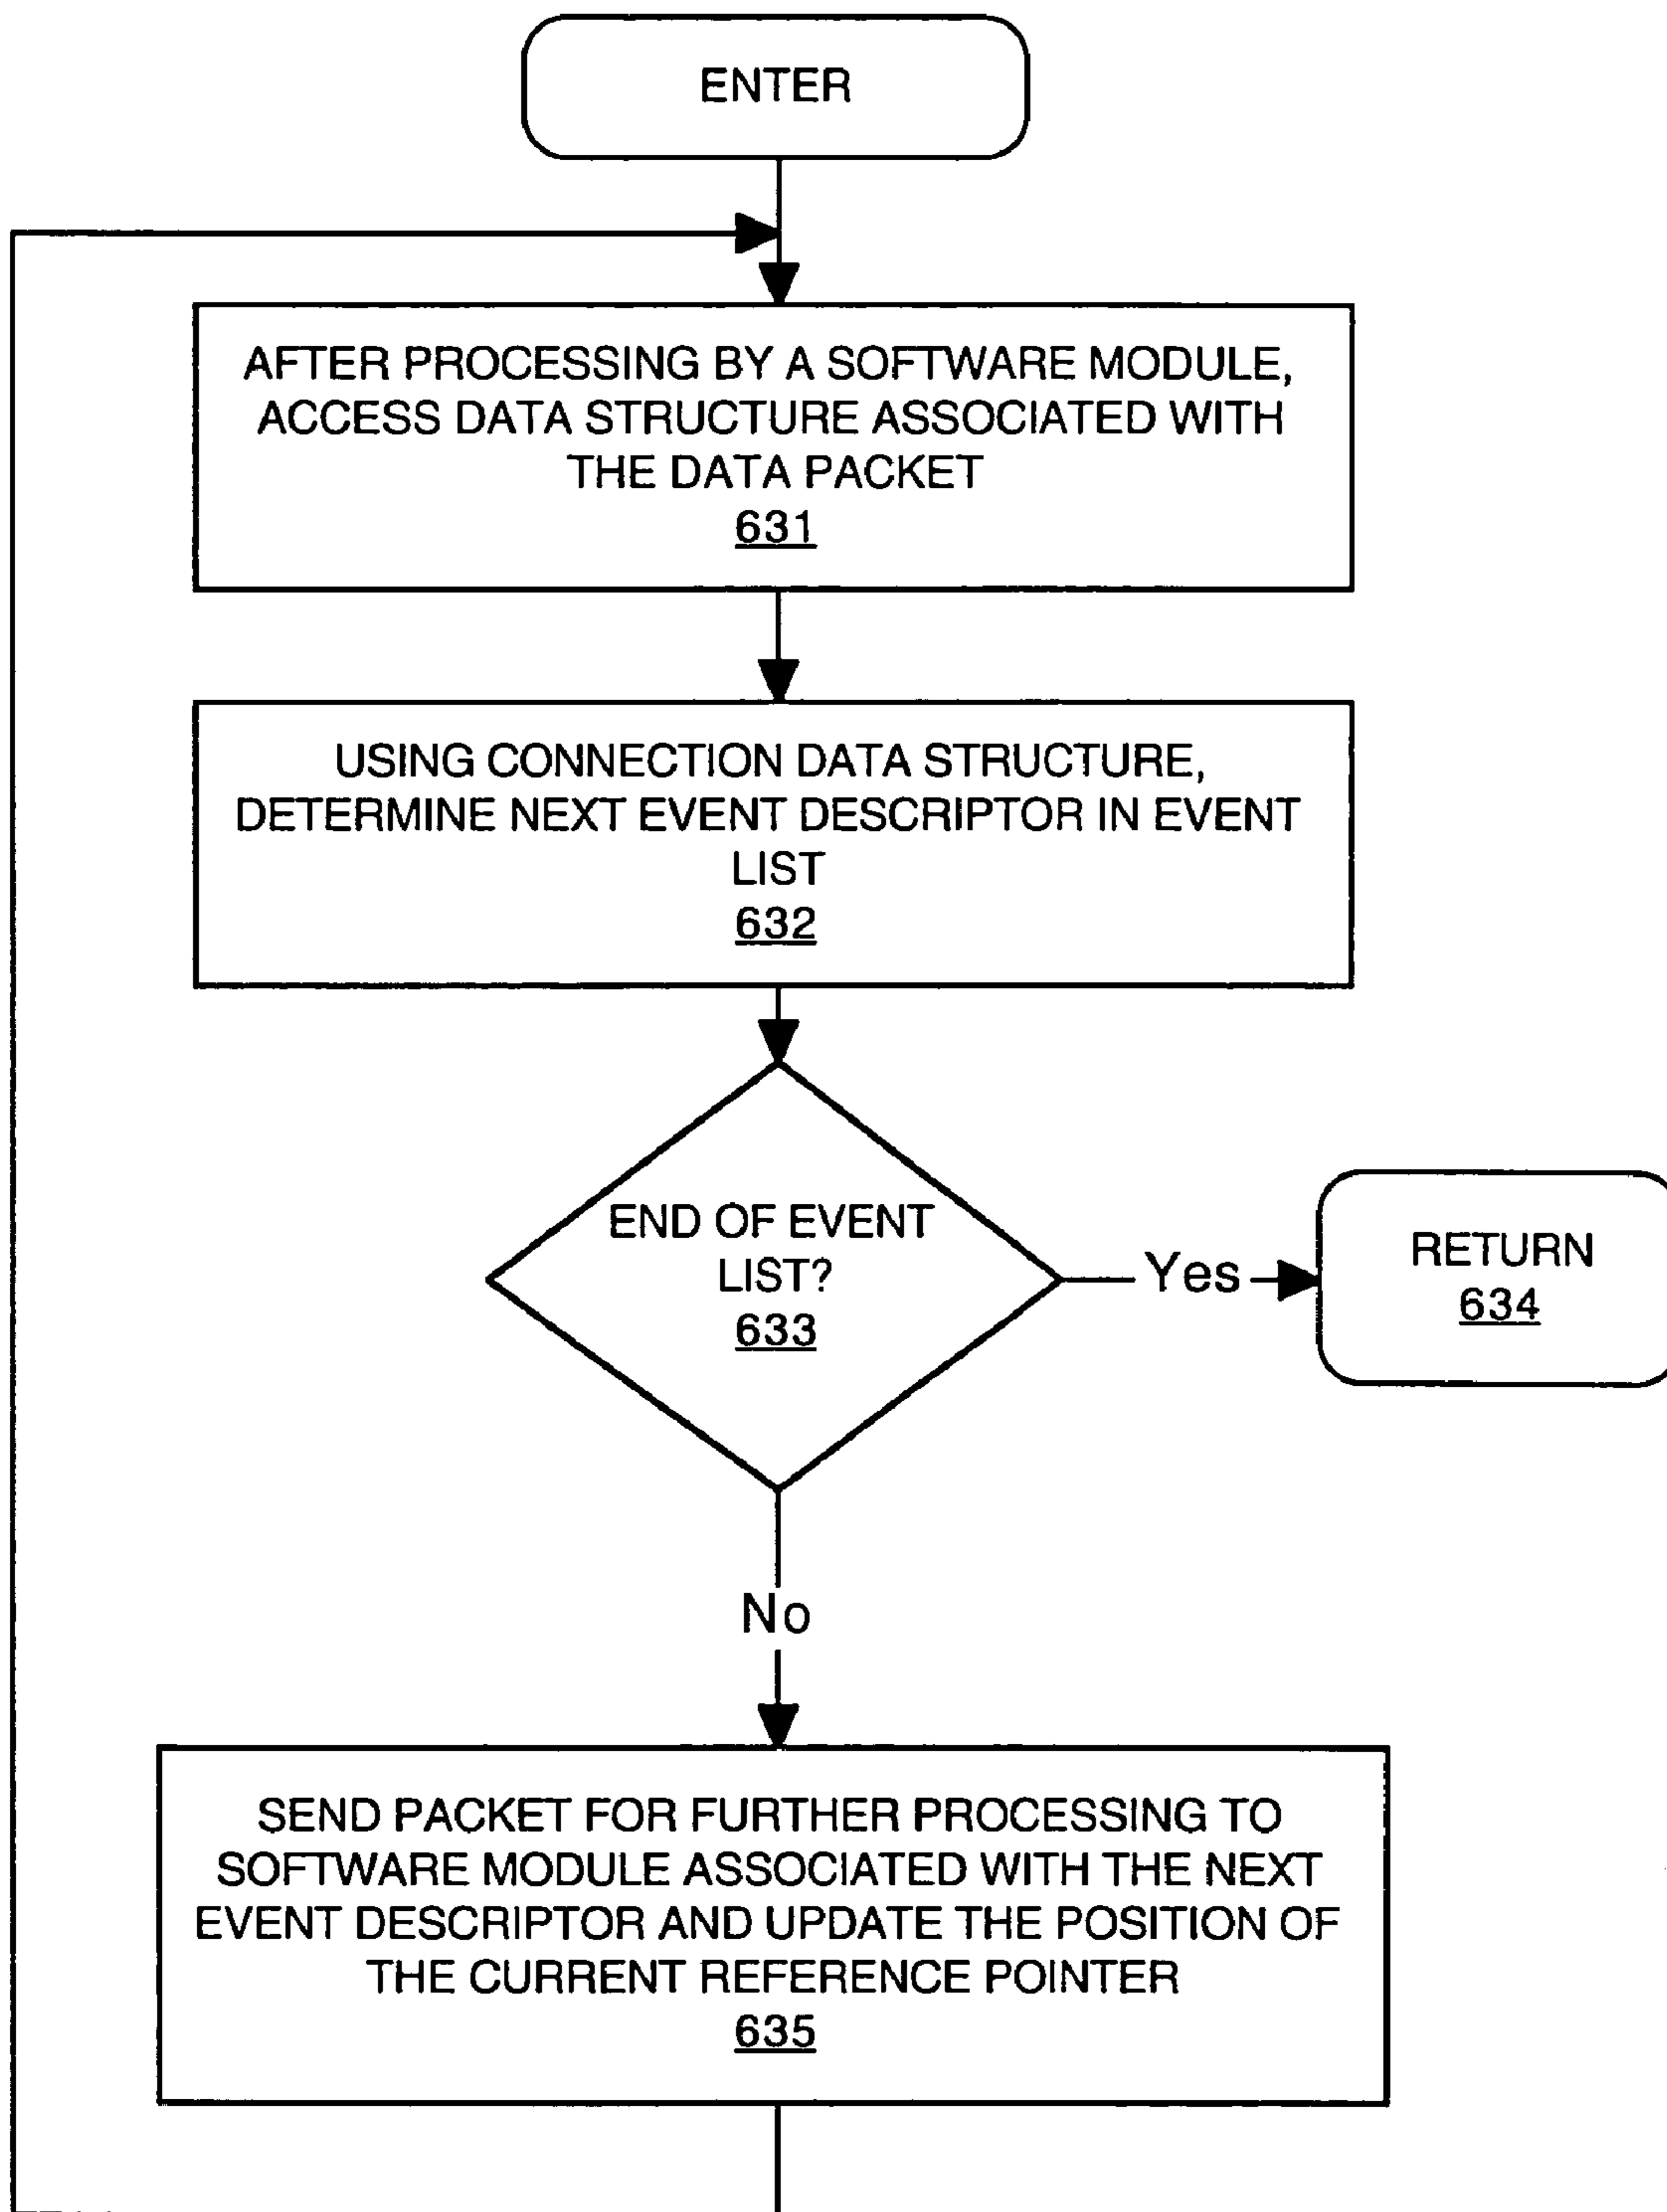 ENTER
AFTER PROCESSING BY A SOFTWARE MODULE,
ACCESS DATA STRUCTURE ASSOCIATED WITH
THE DATA PACKET
631
USING CONNECTION DATA STRUCTURE,
DETERMINE NEXT EVENT DESCRIPTOR IN EVENT
LIST
632
END OF EVENT
LIST?
633
Yes
RETURN
634
No
SEND PACKET FOR FURTHER PROCESSING TO
SOFTWARE MODULE ASSOCIATED WITH THE NEXT
EVENT DESCRIPTOR AND UPDATE THE POSITION OF
THE CURRENT REFERENCE POINTER
635